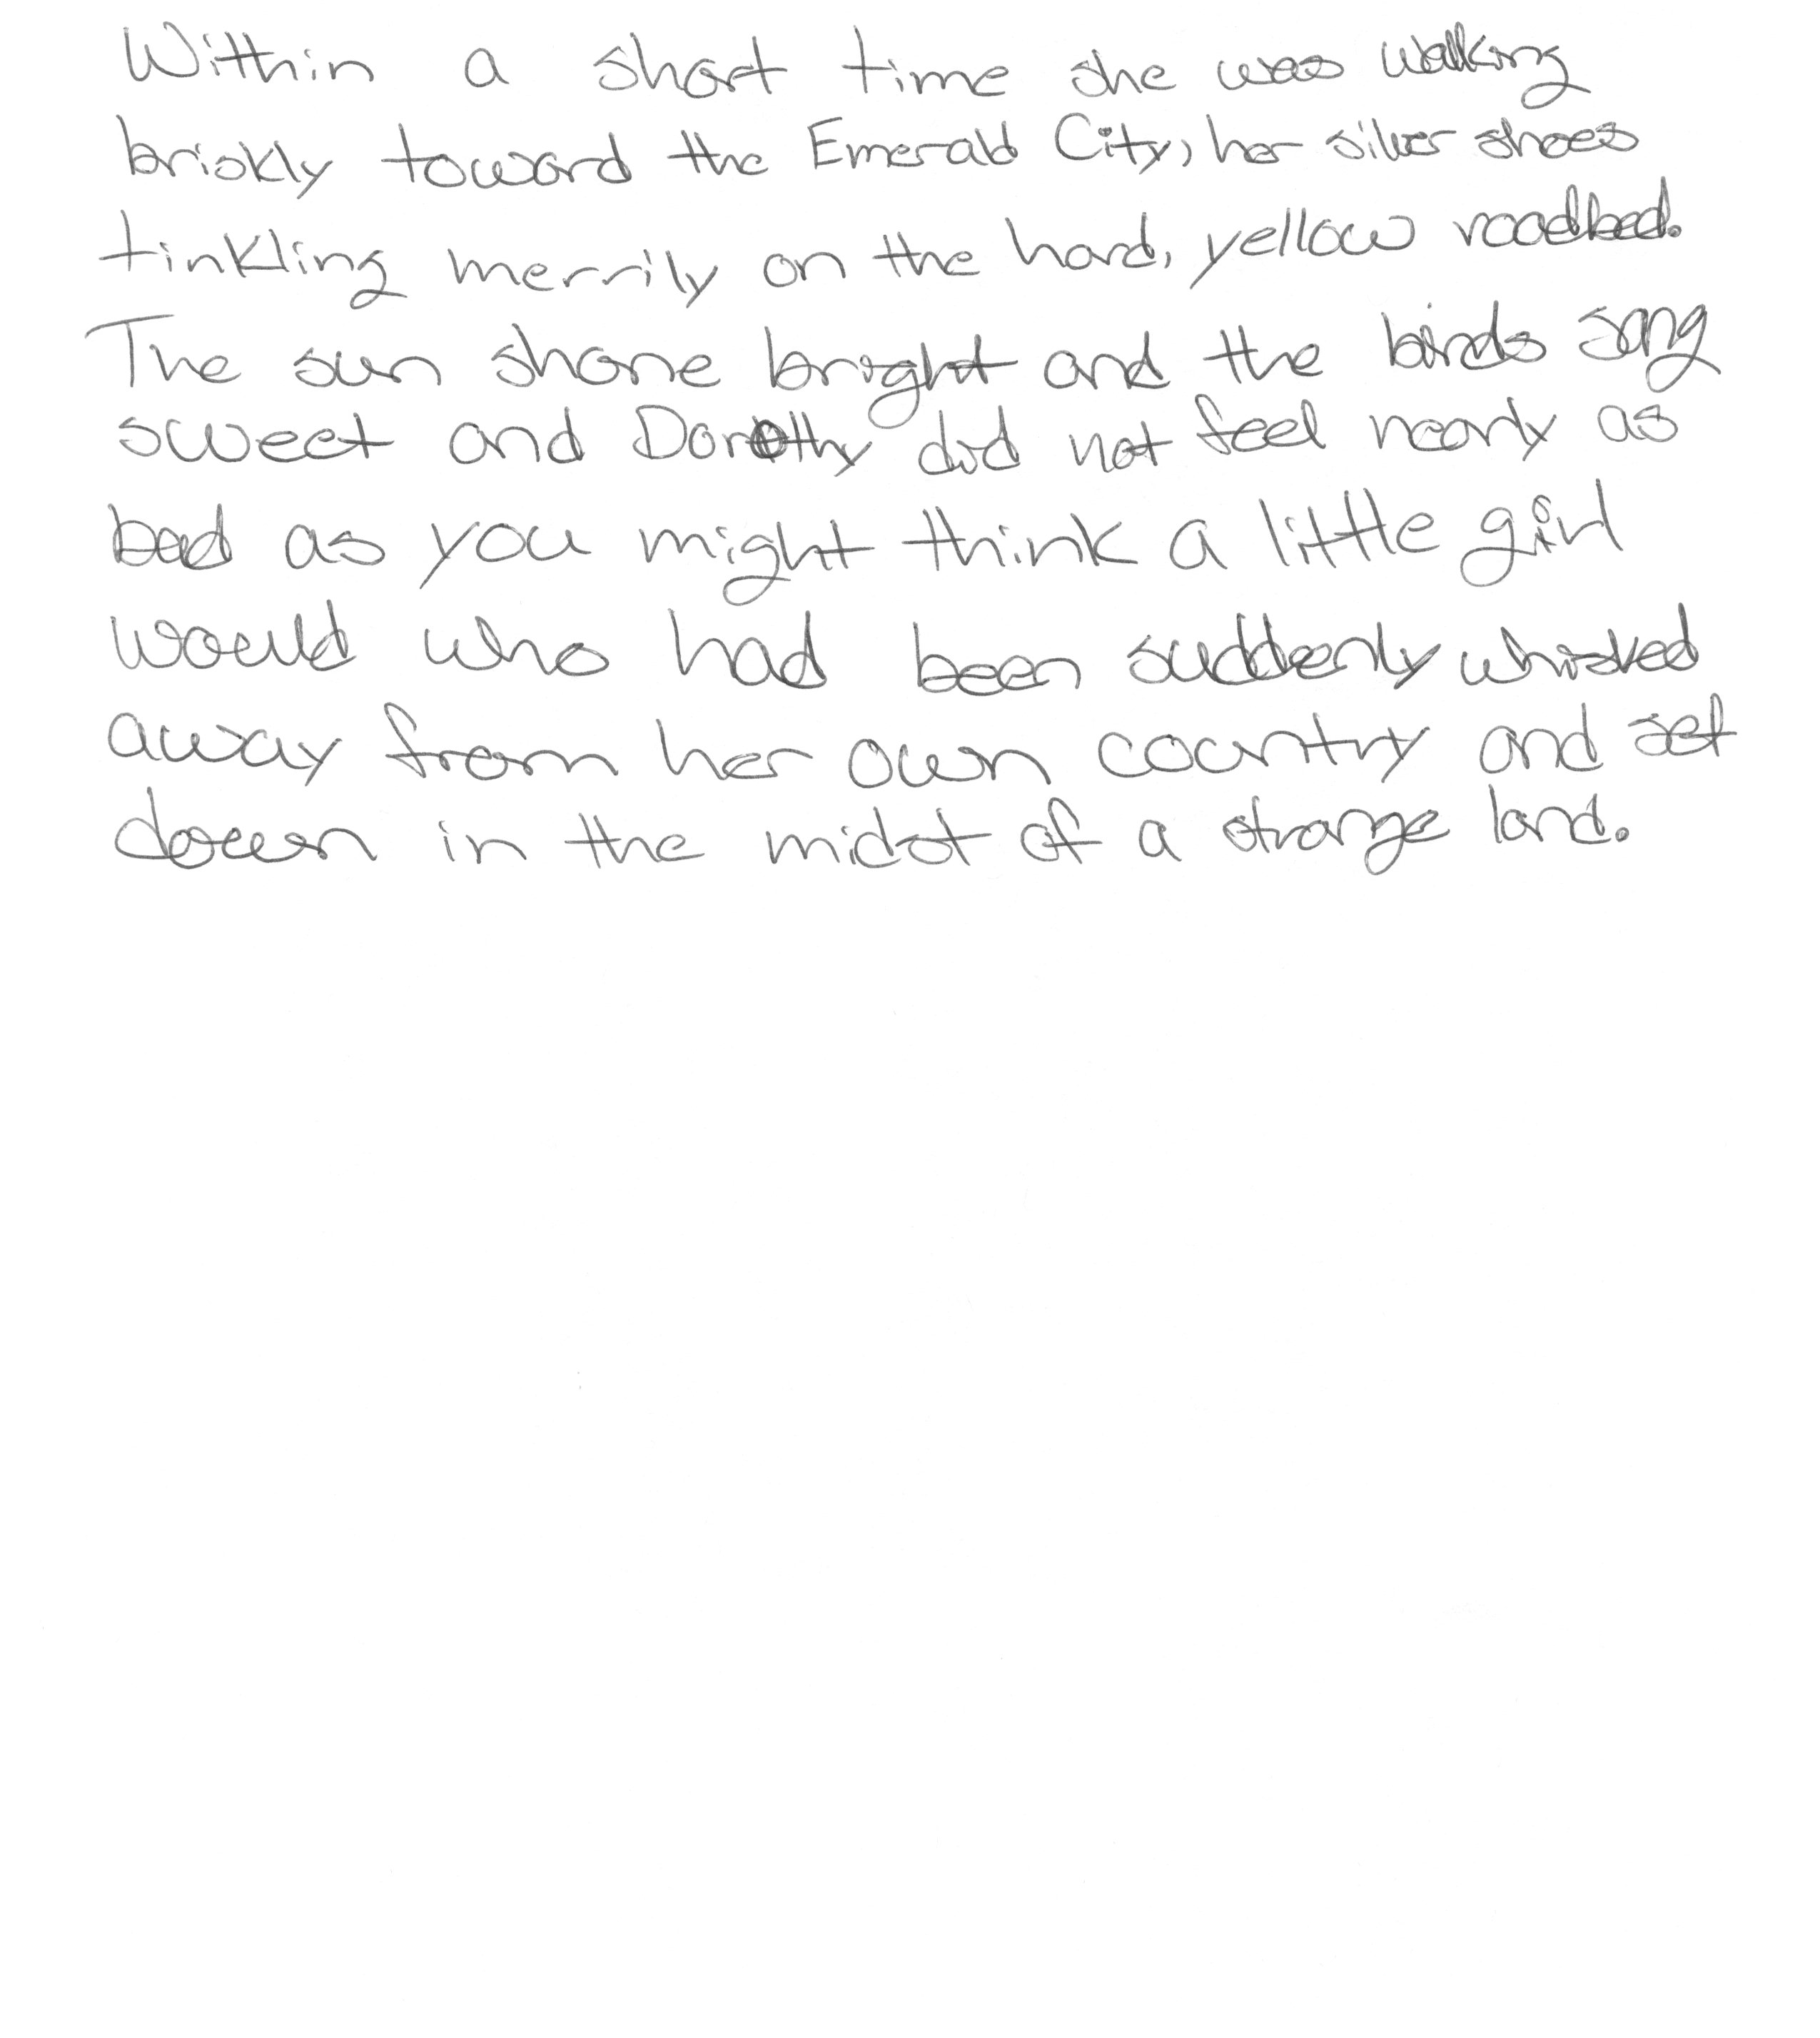 Within a short time she was walking
briskly toward the Emerald City, her silver shoes
tinkling merrily on the hard, yellow roadbed.
The sun shone bright and the birds sang
sweet and Dorothy did not feel nearly as
bad as you might think a little girl
would who had been suddenly whisked
away from her own country and set
down in the midst of a strange land.